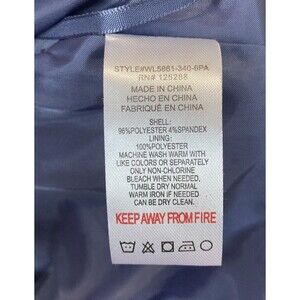 STYLE#WL5861-340-6PA
RN# 125288
MADE IN CHINA
HECHO EN CHINA
FABRIQUÉ EN CHINA
SHELL:
96%POLYESTER 4%SPANDEX
LINING:
100%POLYESTER
MACHINE WASH WARM WITH
LIKE COLORS OR SEPARATELY
ONLY NON-CHLORINE
BLEACH WHEN NEEDED,
TUMBLE DRY NORMAL
WARM IRON IF NEEDED
CAN BE DRY CLEAN.
KEEP AWAY FROM FIRE